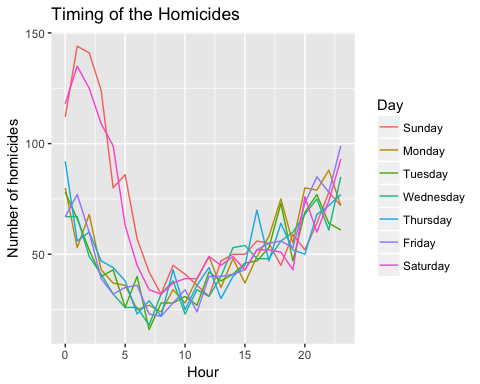 Timing of the Homicides
150
100
50
Number of homicides
0
5
10
15
20
Hour
Day
Sunday
Monday
Tuesday
Wednesday
Thursday
Friday
Saturday